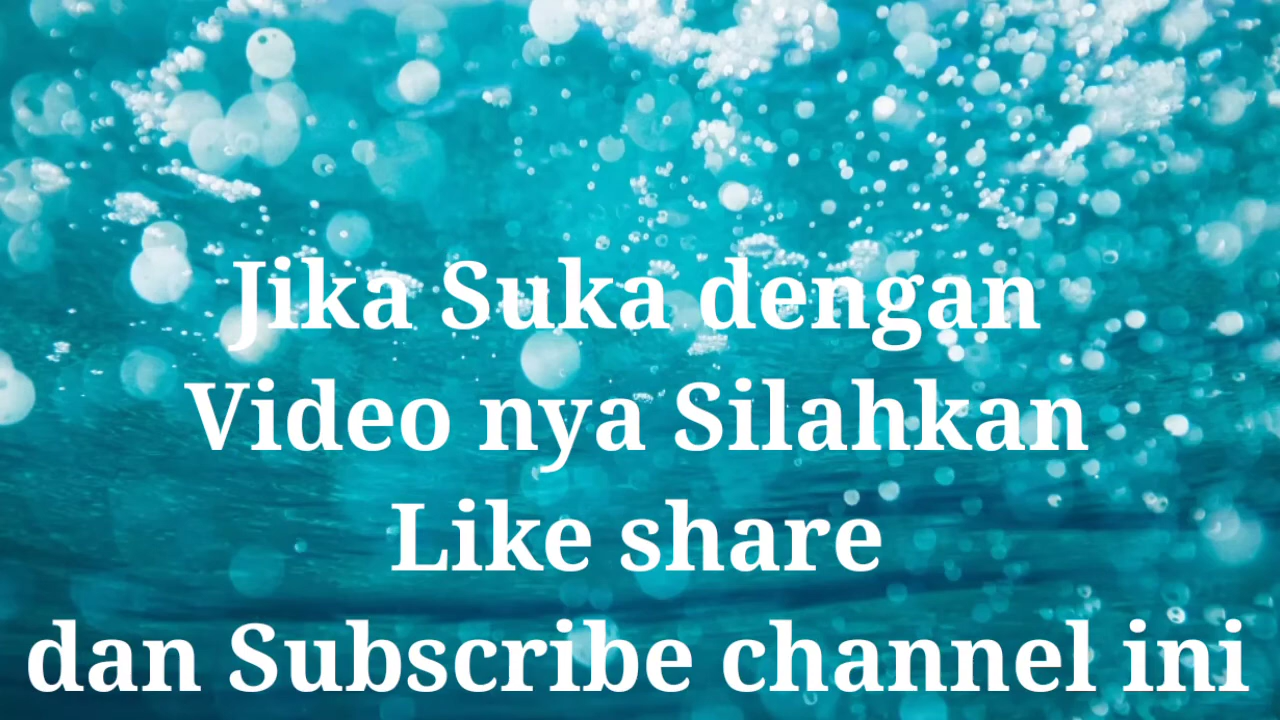 Jika Suka dengan
Video nya Silahkan
Like share
dan Subscribe channel ini